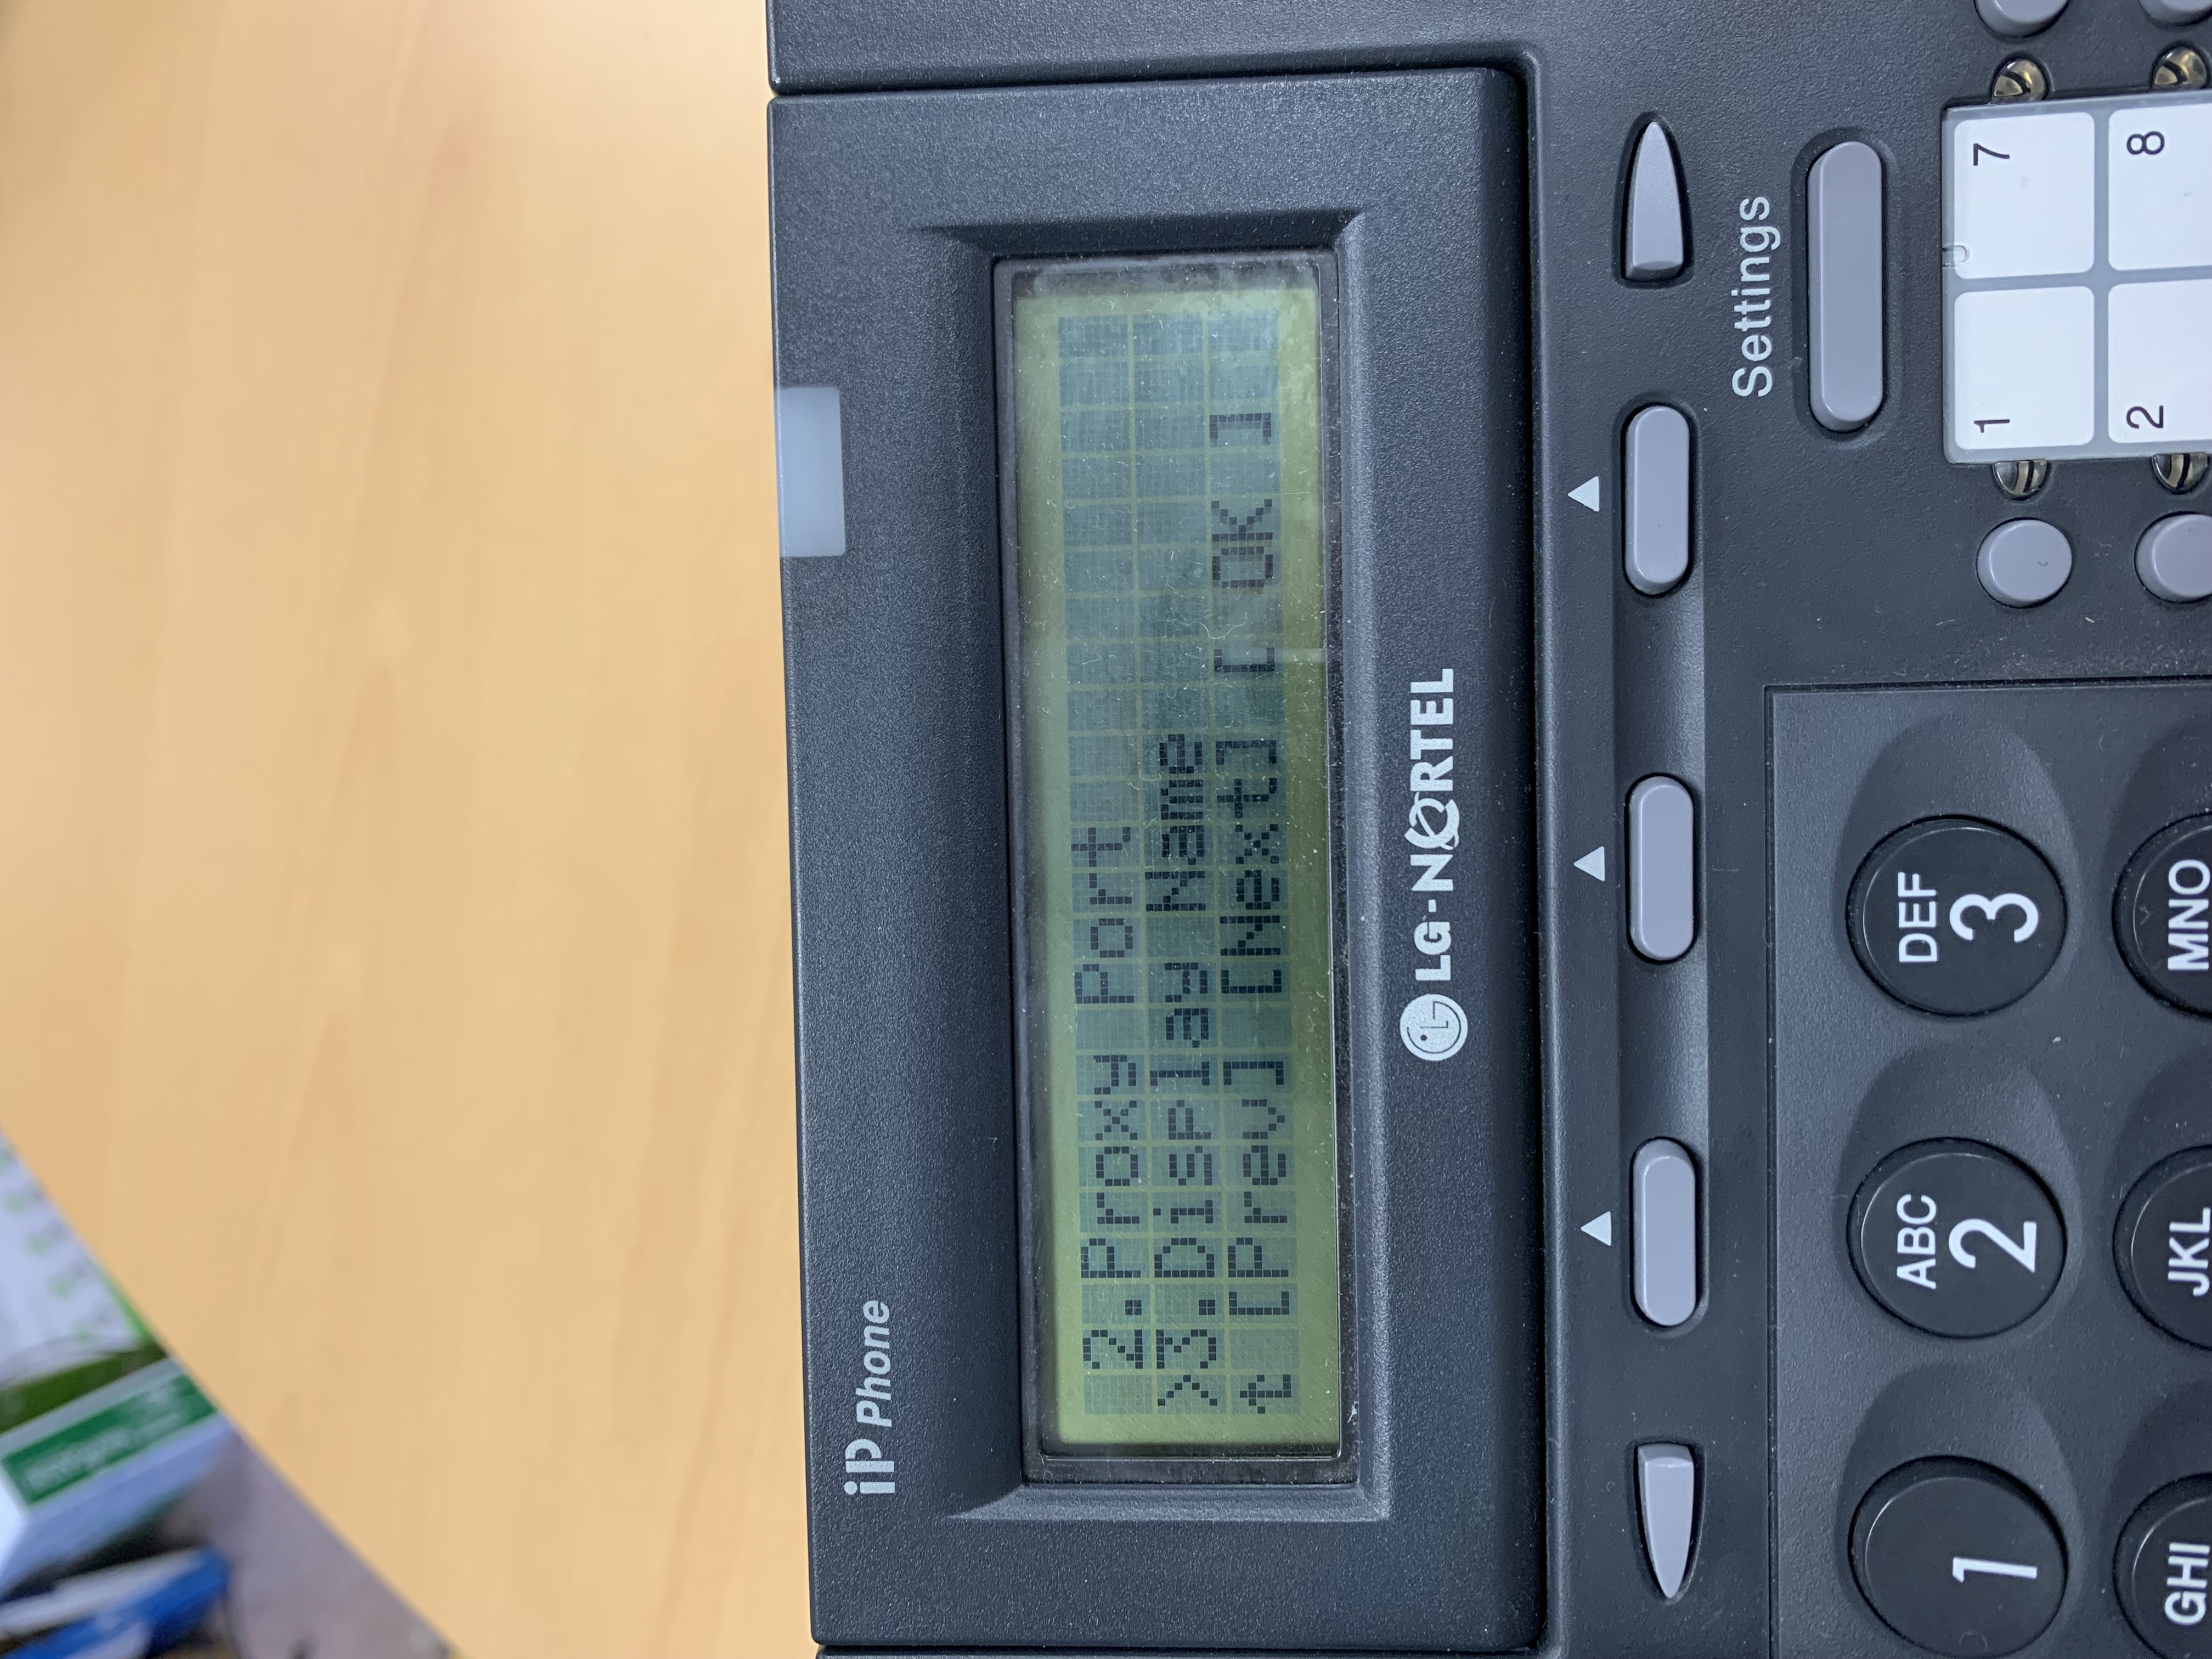 iP Phone
2.Proxy Port
>3.Display Name
↑ [Prev] [Next] [ OK ]
LG-NORTEL
Settings
1
ABC
2
DEF
3
1
7
2
8
GHI
JKL
MNO